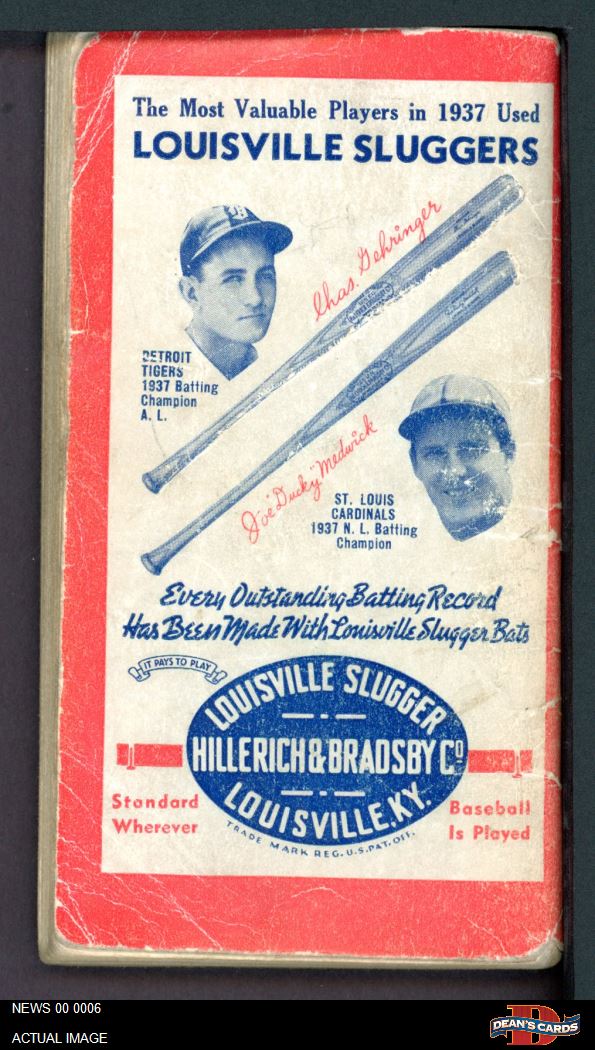 The Most Valuable Players in 1937 Used
LOUISVILLE SLUGGERS
B
Chas. Gehringer
DETROIT
TIGERS
1937 Batting
Champion
A. L.
Joe "Ducky" Medwick
ST. LOUIS
CARDINALS
1937 N. L. Batting
Champion
Every Outstanding Batting Record
Has Been Made With Louisville Slugger Bats
IT PAYS TO PLAY
LOUISVILLE SLUGGER
HILLERICH & BRADSBY CO
LOUISVILLE, KY.
TRADE MARK REG. U.S. PAT. OFF.
Standard
Wherever
Baseball
Is Played
NEWS 00 0006
ACTUAL IMAGE
DEAN'S CARDS